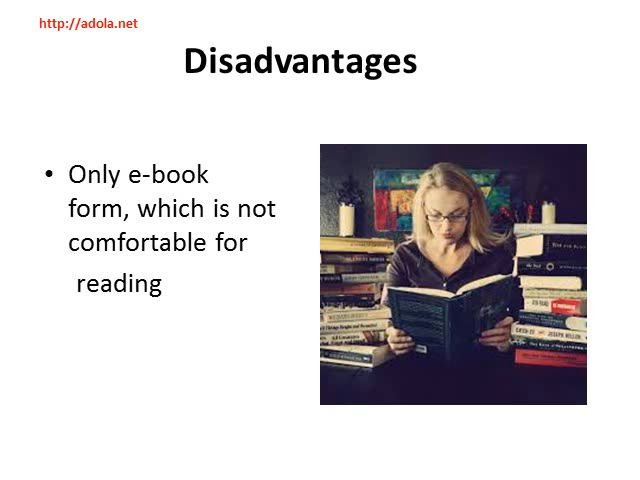 http://adola.net
Disadvantages
• Only e-book
form, which is not
comfortable for
reading